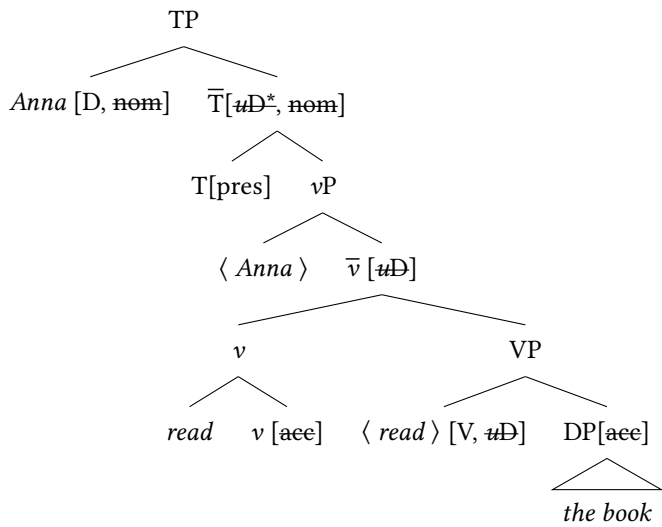 TP
Anna [D, nom] T̅[uD*, nom]
T[pres] vP
⟨ Anna ⟩ v̅ [uD]
v VP
read v [acc] ⟨ read ⟩ [V, uD] DP[acc]
the book